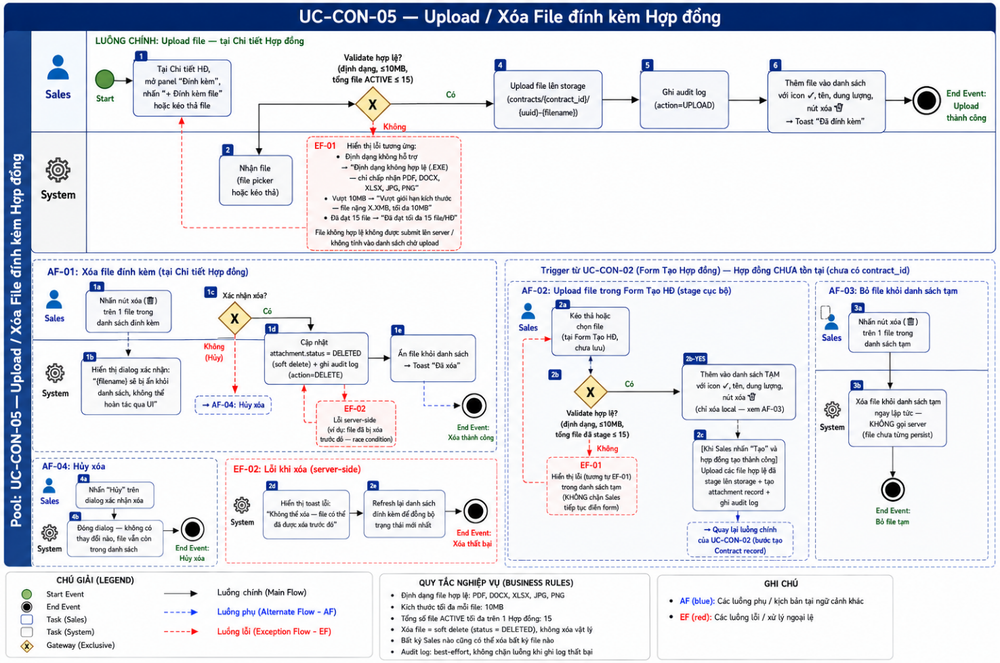 UC-CON-05 — Upload / Xóa File đính kèm Hợp đồng
Pool: UC-CON-05 — Upload / Xóa File đính kèm Hợp đồng
Sales
System
LUỒNG CHÍNH: Upload file — tại Chi tiết Hợp đồng
Start
1
Tại Chi tiết HĐ,
mở panel “Đính kèm”,
nhấn “+ Đính kèm file”
hoặc kéo thả file
2
Nhận file
(file picker
hoặc kéo thả)
Validate hợp lệ?
(định dạng, ≤10MB,
tổng file ACTIVE ≤ 15)
X
Có
Không
EF-01 Hiển thị lỗi tương ứng:
• Định dạng không hỗ trợ
→ “Định dạng không hợp lệ (.EXE)
— chỉ chấp nhận PDF, DOCX,
XLSX, JPG, PNG”
• Vượt 10MB → “Vượt giới hạn kích thước
— file nặng X.XMB, tối đa 10MB”
• Đã đạt 15 file → “Đã đạt tối đa 15 file/HĐ”
File không hợp lệ không được submit lên server /
không tính vào danh sách chờ upload
4
Upload file lên storage
(contracts/{contract_id}/
{uuid}-{filename})
5
Ghi audit log
(action=UPLOAD)
6
Thêm file vào danh sách
với icon ✓, tên, dung lượng,
nút xóa 🗑
→ Toast “Đã đính kèm”
End Event:
Upload
thành công
AF-01: Xóa file đính kèm (tại Chi tiết Hợp đồng)
Sales
System
1a
Nhấn nút xóa (🗑)
trên 1 file trong
danh sách đính kèm
1b
Hiển thị dialog xác nhận:
“{filename} sẽ bị ẩn khỏi
danh sách, không thể
hoàn tác qua UI”
1c
Xác nhận xóa?
X
Có
Không
(Hủy)
→ AF-04: Hủy xóa
1d
Cập nhật
attachment.status = DELETED
(soft delete) + ghi audit log
(action=DELETE)
EF-02
Lỗi server-side
(ví dụ: file đã bị xóa
trước đó — race condition)
1e
Ẩn file khỏi danh sách
→ Toast “Đã xóa”
End Event:
Xóa thành công
Trigger từ UC-CON-02 (Form Tạo Hợp đồng) — Hợp đồng CHƯA tồn tại (chưa có contract_id)
AF-02: Upload file trong Form Tạo HĐ (stage cục bộ)
Sales
2a
Kéo thả hoặc
chọn file
(tại Form Tạo HĐ,
chưa lưu)
2b
X
Validate hợp lệ?
(định dạng, ≤10MB,
tổng file đã stage ≤ 15)
Có
Không
EF-01
Hiển thị lỗi (tương tự EF-01)
trong danh sách tạm
(KHÔNG chặn Sales
tiếp tục điền form)
2b-YES
Thêm vào danh sách TẠM
với icon ✓, tên, dung lượng,
nút xóa 🗑
(chỉ xóa local — xem AF-03)
2c
[Khi Sales nhấn “Tạo” và
hợp đồng tạo thành công]
Upload các file hợp lệ đã
stage lên storage + tạo
attachment record +
ghi audit log
→ Quay lại luồng chính
của UC-CON-02 (bước tạo
Contract record)
AF-03: Bỏ file khỏi danh sách tạm
Sales
System
3a
Nhấn nút xóa (🗑)
trên 1 file trong
danh sách tạm
3b
Xóa file khỏi danh sách tạm
ngay lập tức —
KHÔNG gọi server
(file chưa từng persist)
End Event:
Bỏ file tạm
AF-04: Hủy xóa
Sales
System
4a
Nhấn “Hủy” trên
dialog xác nhận xóa
4b
Đóng dialog — không có
thay đổi nào, file vẫn còn
trong danh sách
End Event:
Hủy xóa
EF-02: Lỗi khi xóa (server-side)
System
2d
Hiển thị toast lỗi:
“Không thể xóa — file có thể
đã được xóa trước đó”
2e
Refresh lại danh sách
đính kèm để đồng bộ
trạng thái mới nhất
End Event:
Xóa thất bại
CHÚ GIẢI (LEGEND)
Start Event
End Event
Task (Sales)
Task (System)
X Gateway (Exclusive)
Luồng chính (Main Flow)
Luồng phụ (Alternate Flow - AF)
Luồng lỗi (Exception Flow - EF)
QUY TẮC NGHIỆP VỤ (BUSINESS RULES)
• Định dạng file hợp lệ: PDF, DOCX, XLSX, JPG, PNG
• Kích thước tối đa mỗi file: 10MB
• Tổng số file ACTIVE tối đa trên 1 Hợp đồng: 15
• Xóa file = soft delete (status = DELETED), không xóa vật lý
• Bất kỳ Sales nào cũng có thể xóa bất kỳ file nào
• Audit log: best-effort, không chặn luồng khi ghi log thất bại
GHI CHÚ
• AF (blue): Các luồng phụ / kịch bản tại ngữ cảnh khác
• EF (red): Các luồng lỗi / xử lý ngoại lệ